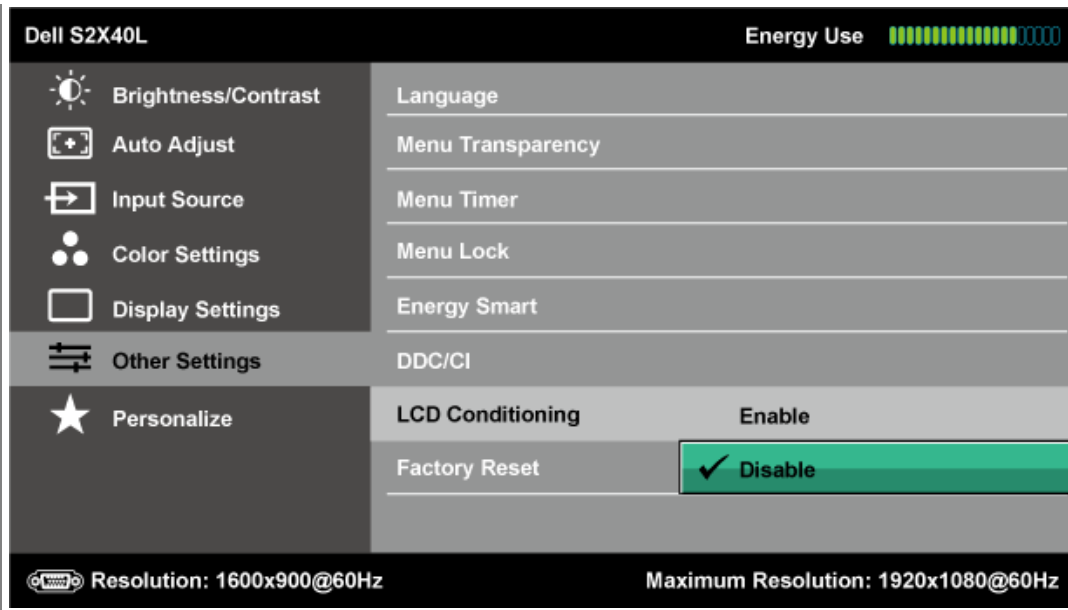 Dell S2X40L
Energy Use
Brightness/Contrast
Auto Adjust
Input Source
Color Settings
Display Settings
Other Settings
Personalize
Language
Menu Transparency
Menu Timer
Menu Lock
Energy Smart
DDC/CI
LCD Conditioning
Enable
Factory Reset
Disable
Resolution: 1600x900@60Hz
Maximum Resolution: 1920x1080@60Hz